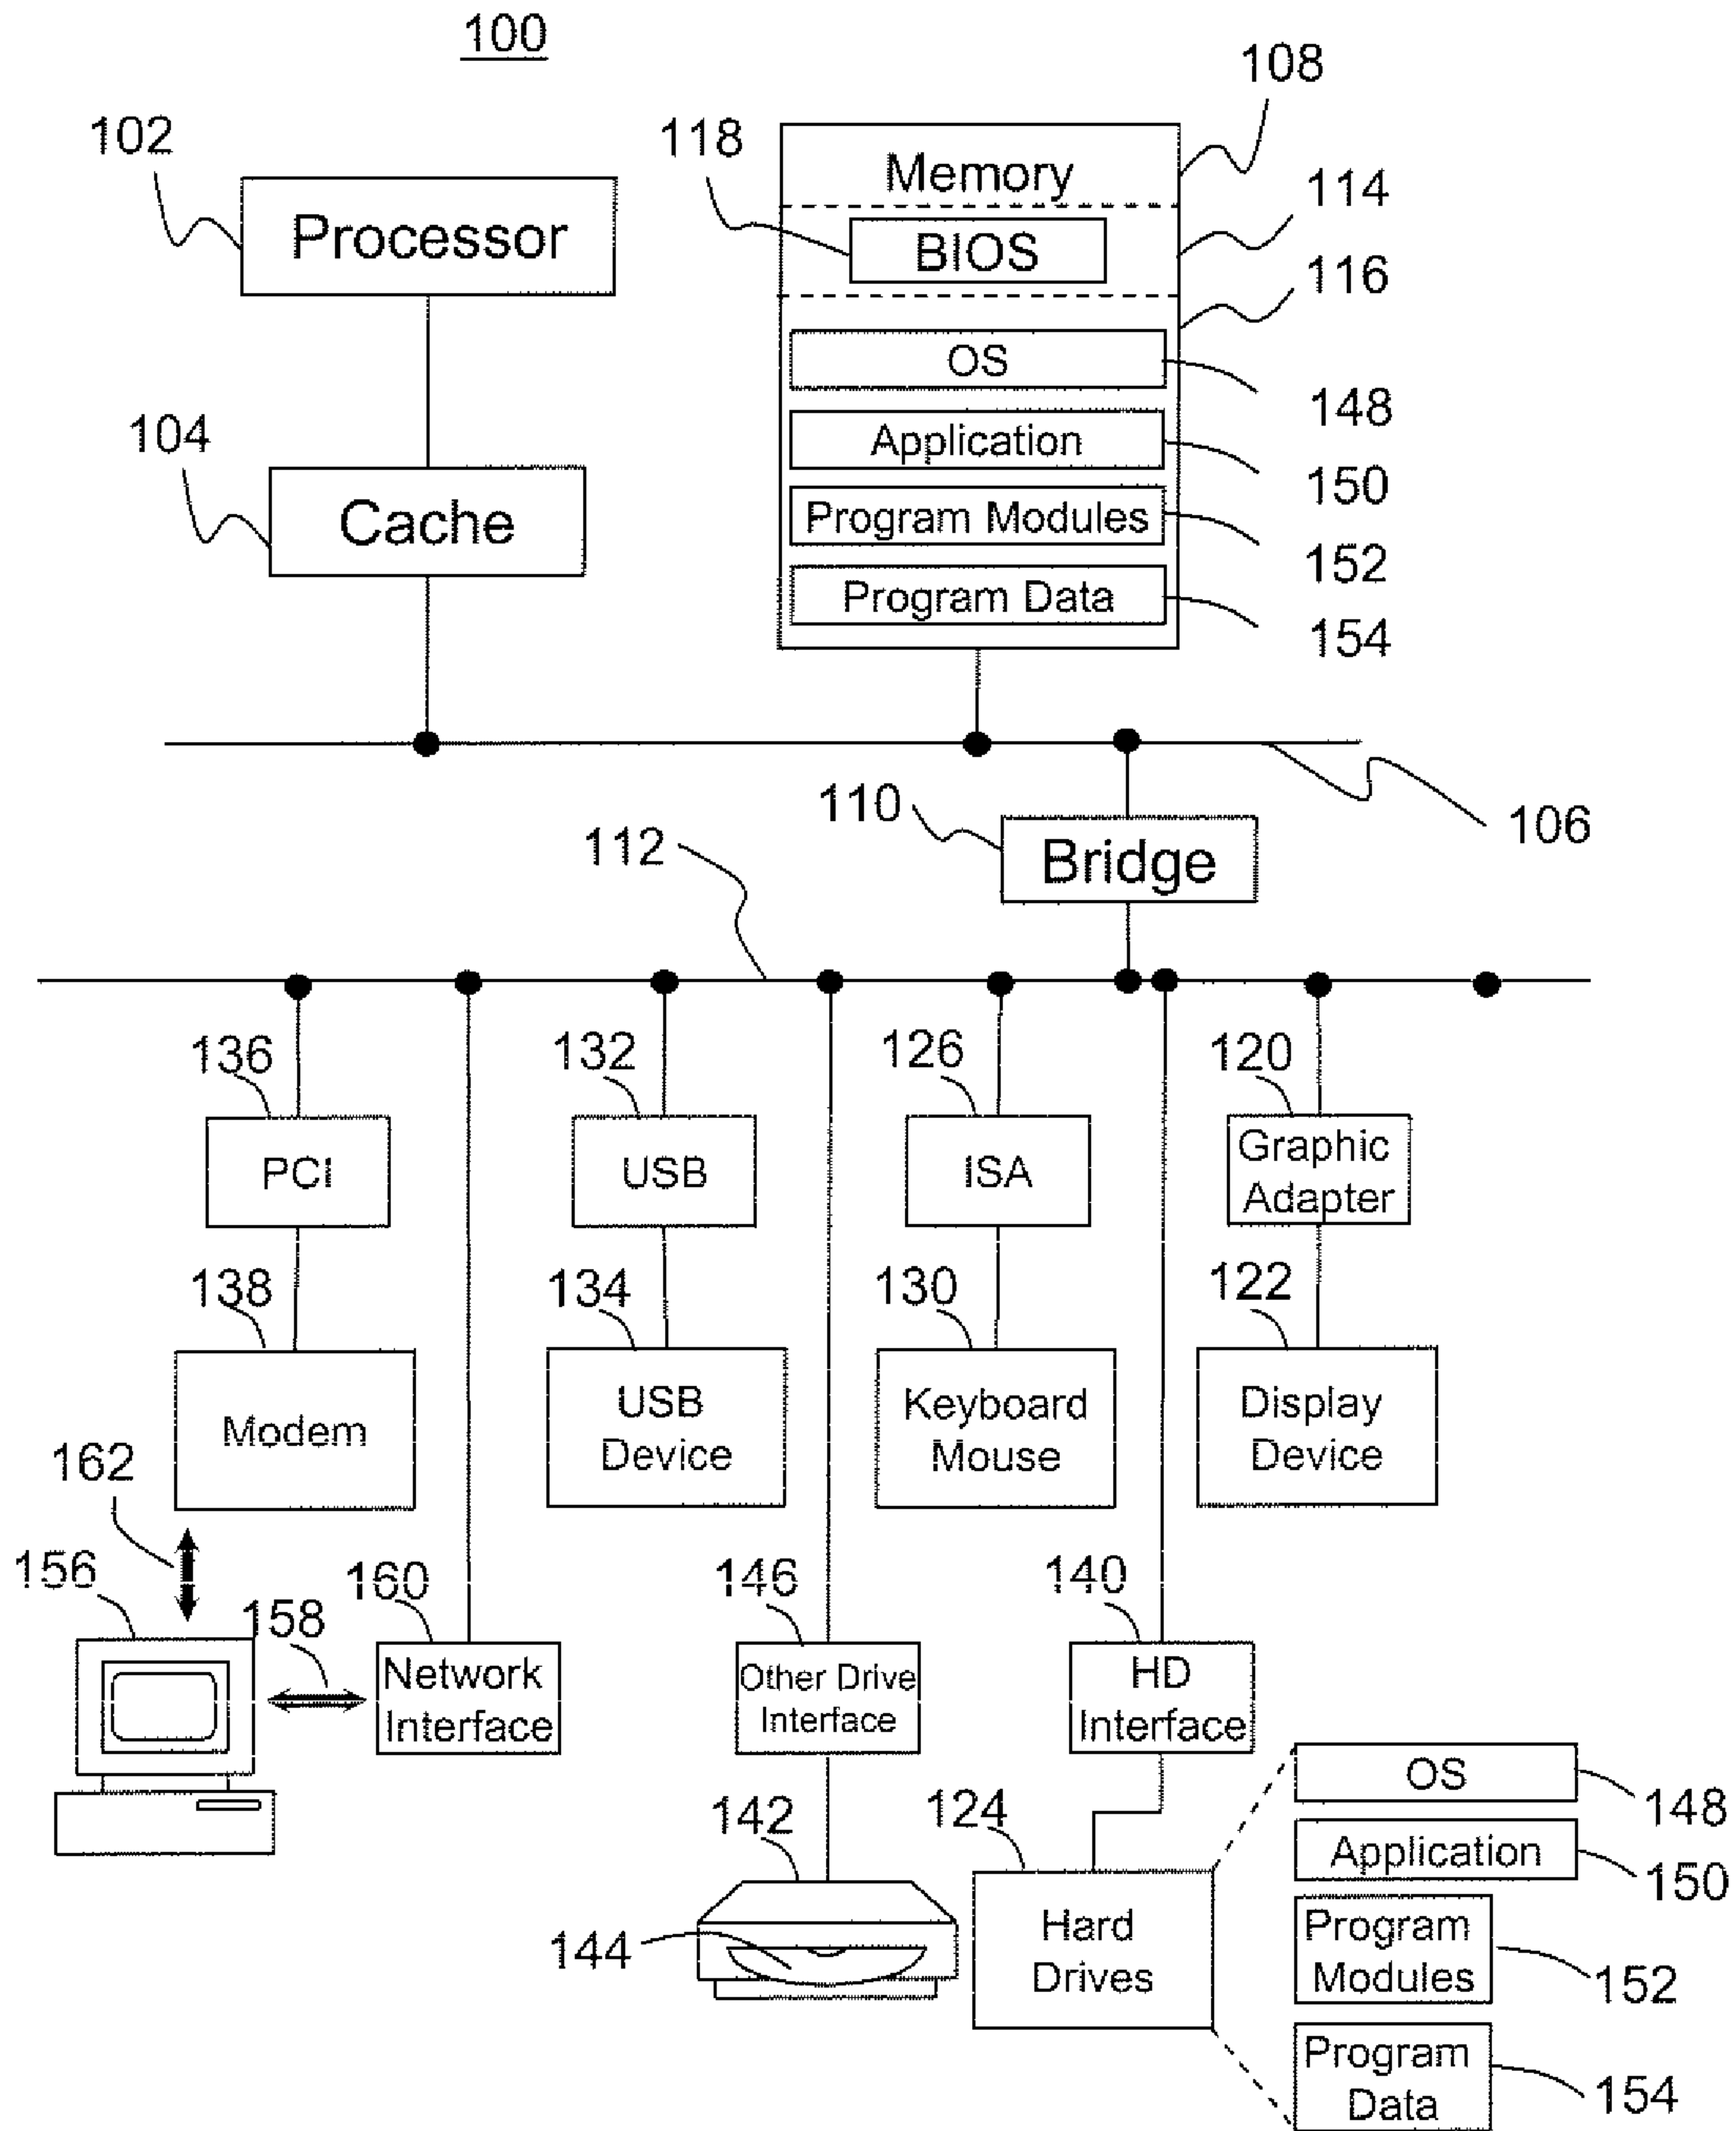 100
108
102
118
Memory
114
Processor
BIOS
116
OS
148
104
Application
150
Cache
Program Modules
152
Program Data
154
110
106
112
Bridge
136
132
126
120
PCI
USB
ISA
Graphic
Adapter
138
134
130
122
Modem
USB
Device
Keyboard
Mouse
Display
Device
162
156
158
160
146
140
Network
Interface
Other Drive
Interface
HD
Interface
OS
148
142
124
Application
150
144
Hard
Drives
Program
Modules
152
Program
Data
154